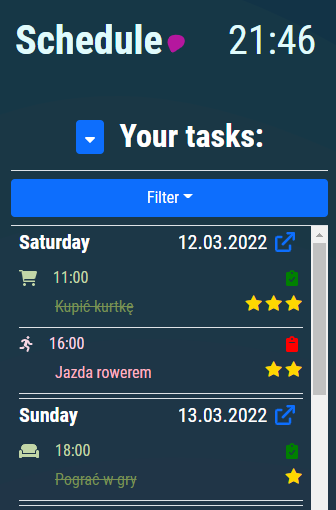 Schedule 21:46
Your tasks:
Filter
Saturday 12.03.2022
11:00
Kupić kurtkę
16:00
Jazda rowerem
Sunday 13.03.2022
18:00
Pograć w gry